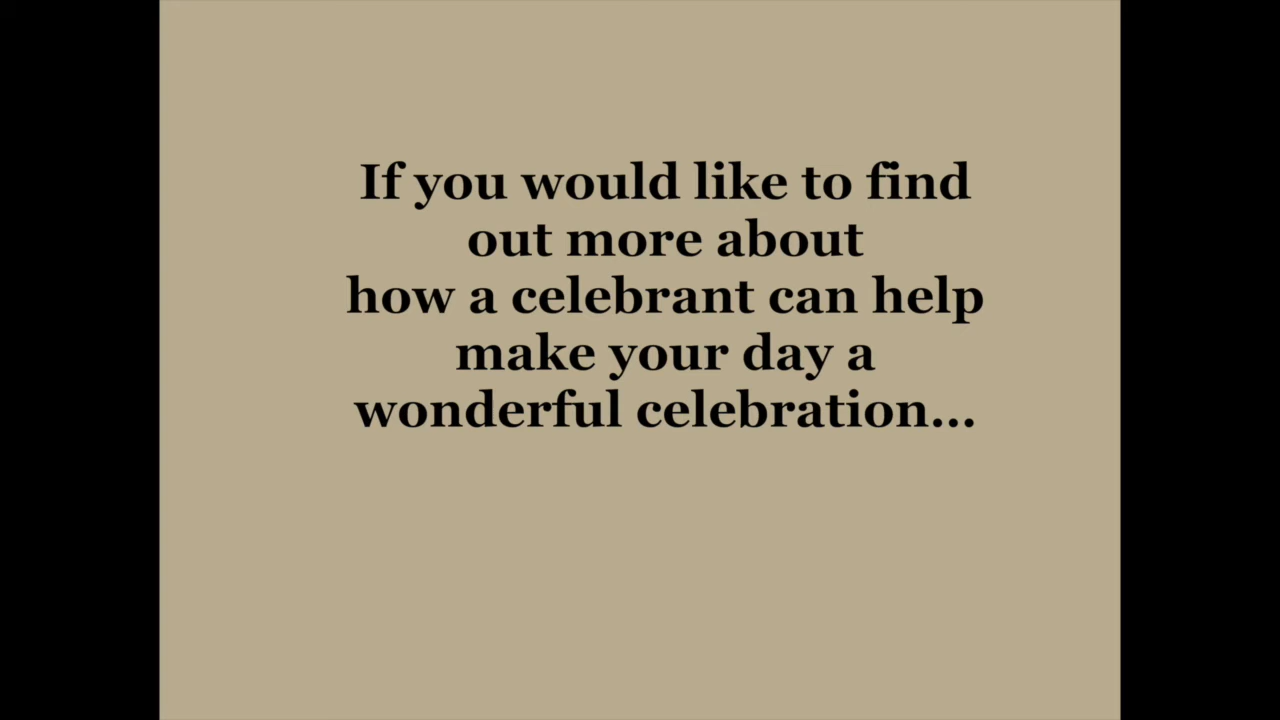 If you would like to find
out more about
how a celebrant can help
make your day a
wonderful celebration...